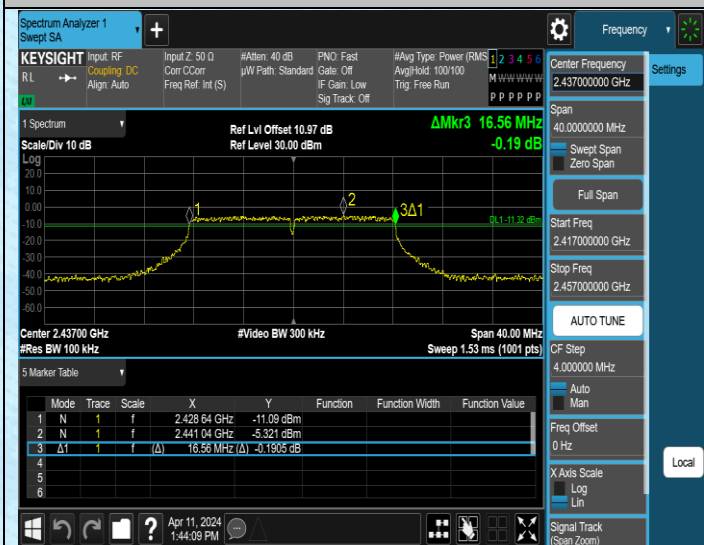 Spectrum Analyzer 1
Swept SA
Frequency
KEYSIGHT
RL
Input: RF
Coupling: DC
Align: Auto
Input Z: 50 Ω
Corr CCorr
Freq Ref: Int (S)
#Atten: 40 dB
µW Path: Standard
PNO: Fast
Gate: Off
IF Gain: Low
Sig Track: Off
#Avg Type: Power (RMS
Avg|Hold: 100/100
Trig: Free Run
1 2 3 4 5 6
M W W W W W
P P P P P P
Settings
1 Spectrum
Scale/Div 10 dB
Ref Lvl Offset 10.97 dB
Ref Level 30.00 dBm
ΔMkr3 16.56 MHz
-0.19 dB
Log
20.0
10.0
0.00
-10.0
-20.0
-30.0
-40.0
-50.0
-60.0
1
2
3Δ1
DL1 -11.32 dBm
Center 2.43700 GHz
#Res BW 100 kHz
#Video BW 300 kHz
Span 40.00 MHz
Sweep 1.53 ms (1001 pts)
5 Marker Table
Mode Trace Scale X Y Function Function Width Function Value
1 N 1 f 2.428 64 GHz -11.09 dBm
2 N 1 f 2.441 04 GHz -5.321 dBm
3 Δ1 1 f (Δ) 16.56 MHz (Δ) -0.1905 dB
4
5
6
Center Frequency
2.437000000 GHz
Span
40.0000000 MHz
Swept Span
Zero Span
Full Span
Start Freq
2.417000000 GHz
Stop Freq
2.457000000 GHz
AUTO TUNE
CF Step
4.000000 MHz
Auto
Man
Freq Offset
0 Hz
X Axis Scale
Log
Lin
Signal Track
(Span Zoom)
Local
?
Apr 11, 2024
1:44:09 PM